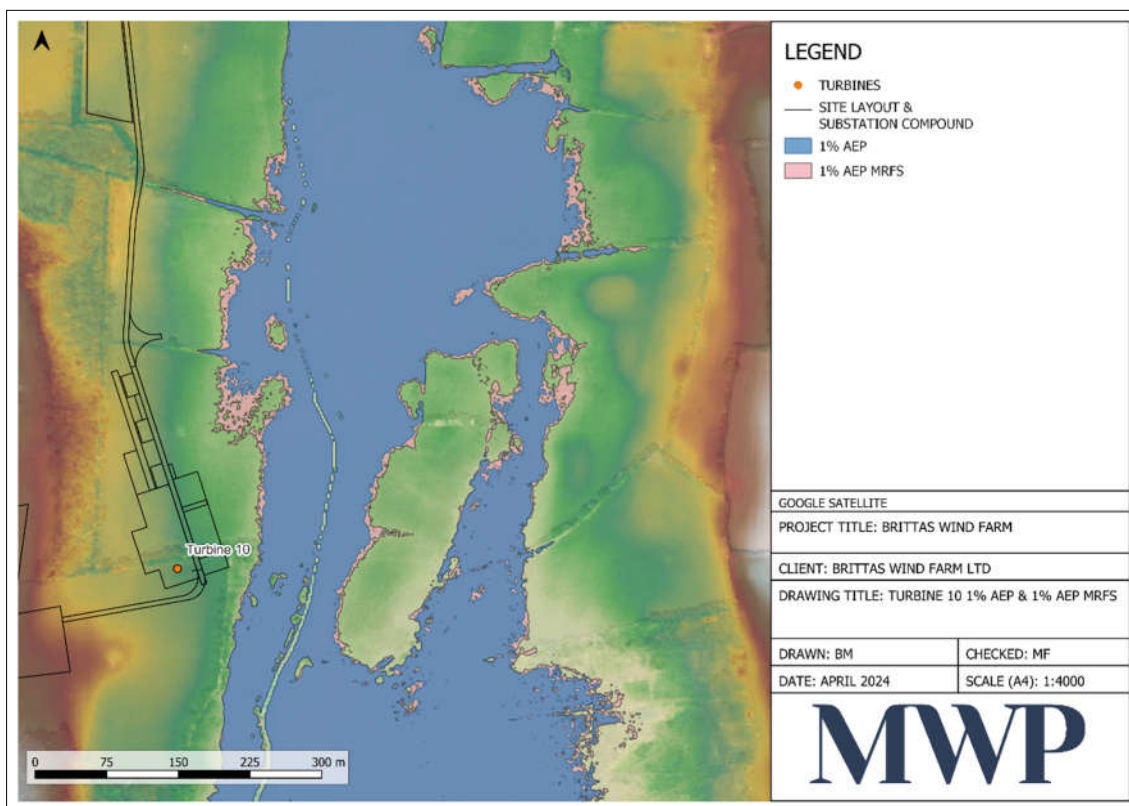 Turbine 10
0 75 150 225 300 m
LEGEND
TURBINES
SITE LAYOUT &
SUBSTATION COMPOUND
1% AEP
1% AEP MRFS
GOOGLE SATELLITE
PROJECT TITLE: BRITTAS WIND FARM
CLIENT: BRITTAS WIND FARM LTD
DRAWING TITLE: TURBINE 10 1% AEP & 1% AEP MRFS
DRAWN: BM
CHECKED: MF
DATE: APRIL 2024
SCALE (A4): 1:4000
MWP